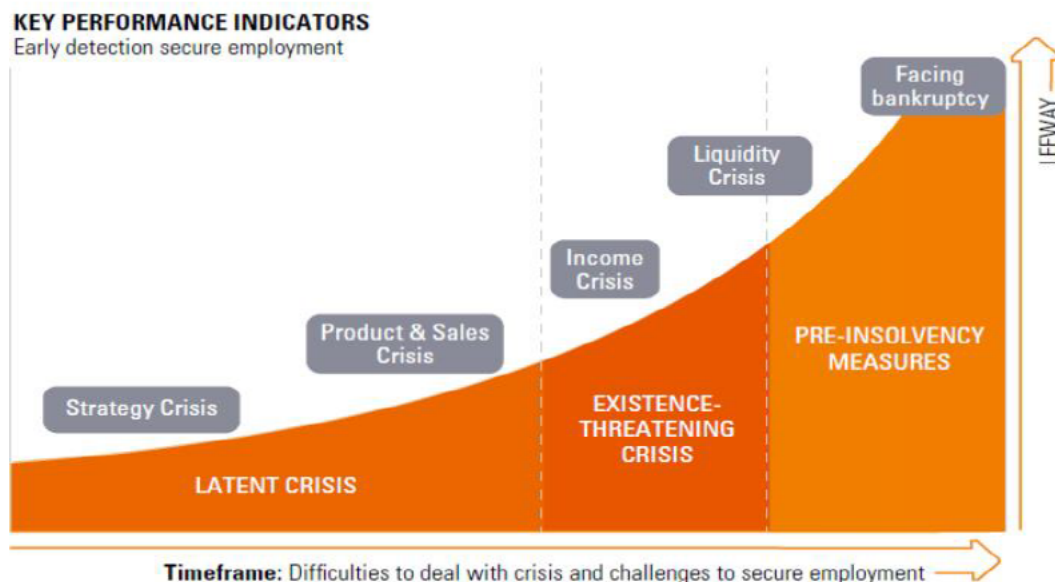 KEY PERFORMANCE INDICATORS
Early detection secure employment
Facing
bankruptcy
LEEWAY
Liquidity
Crisis
Income
Crisis
Product & Sales
Crisis
PRE-INSOLVENCY
MEASURES
Strategy Crisis
EXISTENCE-
THREATENING
CRISIS
LATENT CRISIS
Timeframe: Difficulties to deal with crisis and challenges to secure employment